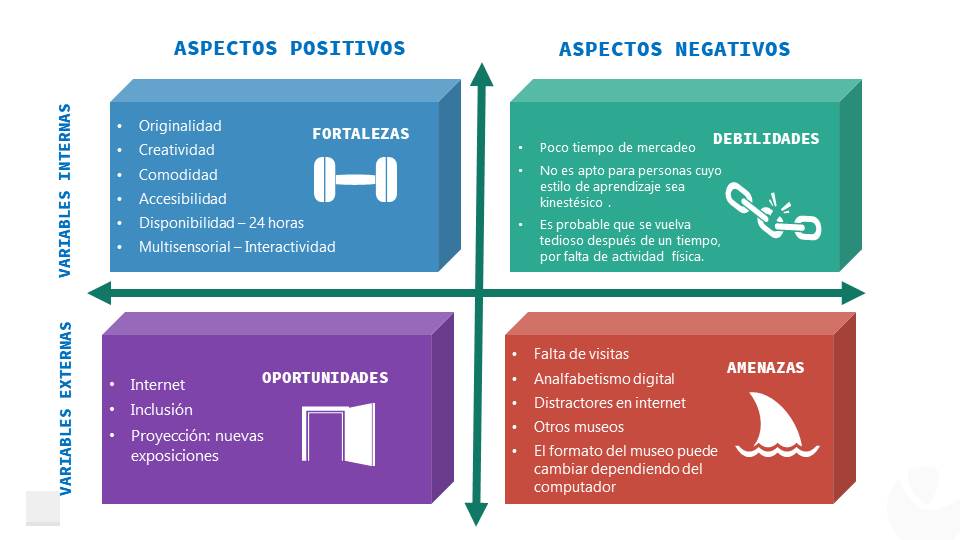 ASPECTOS POSITIVOS
ASPECTOS NEGATIVOS
VARIABLES INTERNAS
FORTALEZAS
• Originalidad
• Creatividad
• Comodidad
• Accesibilidad
• Disponibilidad – 24 horas
• Multisensorial – Interactividad
DEBILIDADES
• Poco tiempo de mercadeo
• No es apto para personas cuyo
estilo de aprendizaje sea
kinestésico .
• Es probable que se vuelva
tedioso después de un tiempo,
por falta de actividad física.
VARIABLES EXTERNAS
OPORTUNIDADES
• Internet
• Inclusión
• Proyección: nuevas
exposiciones
AMENAZAS
• Falta de visitas
• Analfabetismo digital
• Distractores en internet
• Otros museos
• El formato del museo puede
cambiar dependiendo del
computador